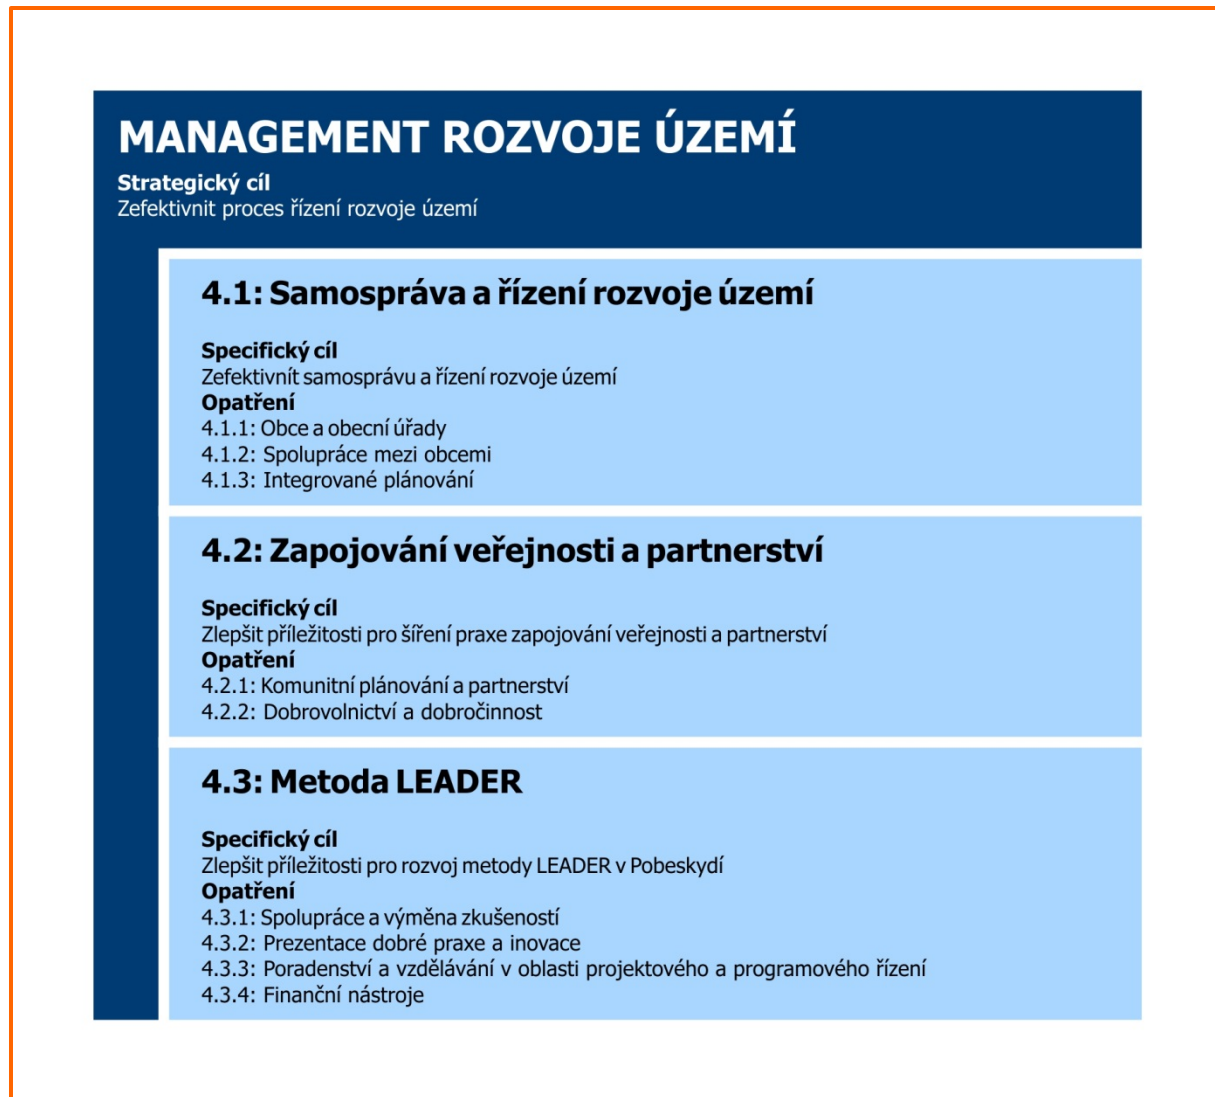 MANAGEMENT ROZVOJE ÚZEMÍ
Strategický cíl
Zefektivnit proces řízení rozvoje území
4.1: Samospráva a řízení rozvoje území
Specifický cíl
Zefektivnít samosprávu a řízení rozvoje území
Opatření
4.1.1: Obce a obecní úřady
4.1.2: Spolupráce mezi obcemi
4.1.3: Integrované plánování
4.2: Zapojování veřejnosti a partnerství
Specifický cíl
Zlepšit příležitosti pro šíření praxe zapojování veřejnosti a partnerství
Opatření
4.2.1: Komunitní plánování a partnerství
4.2.2: Dobrovolnictví a dobročinnost
4.3: Metoda LEADER
Specifický cíl
Zlepšit příležitosti pro rozvoj metody LEADER v Pobeskydí
Opatření
4.3.1: Spolupráce a výměna zkušeností
4.3.2: Prezentace dobré praxe a inovace
4.3.3: Poradenství a vzdělávání v oblasti projektového a programového řízení
4.3.4: Finanční nástroje